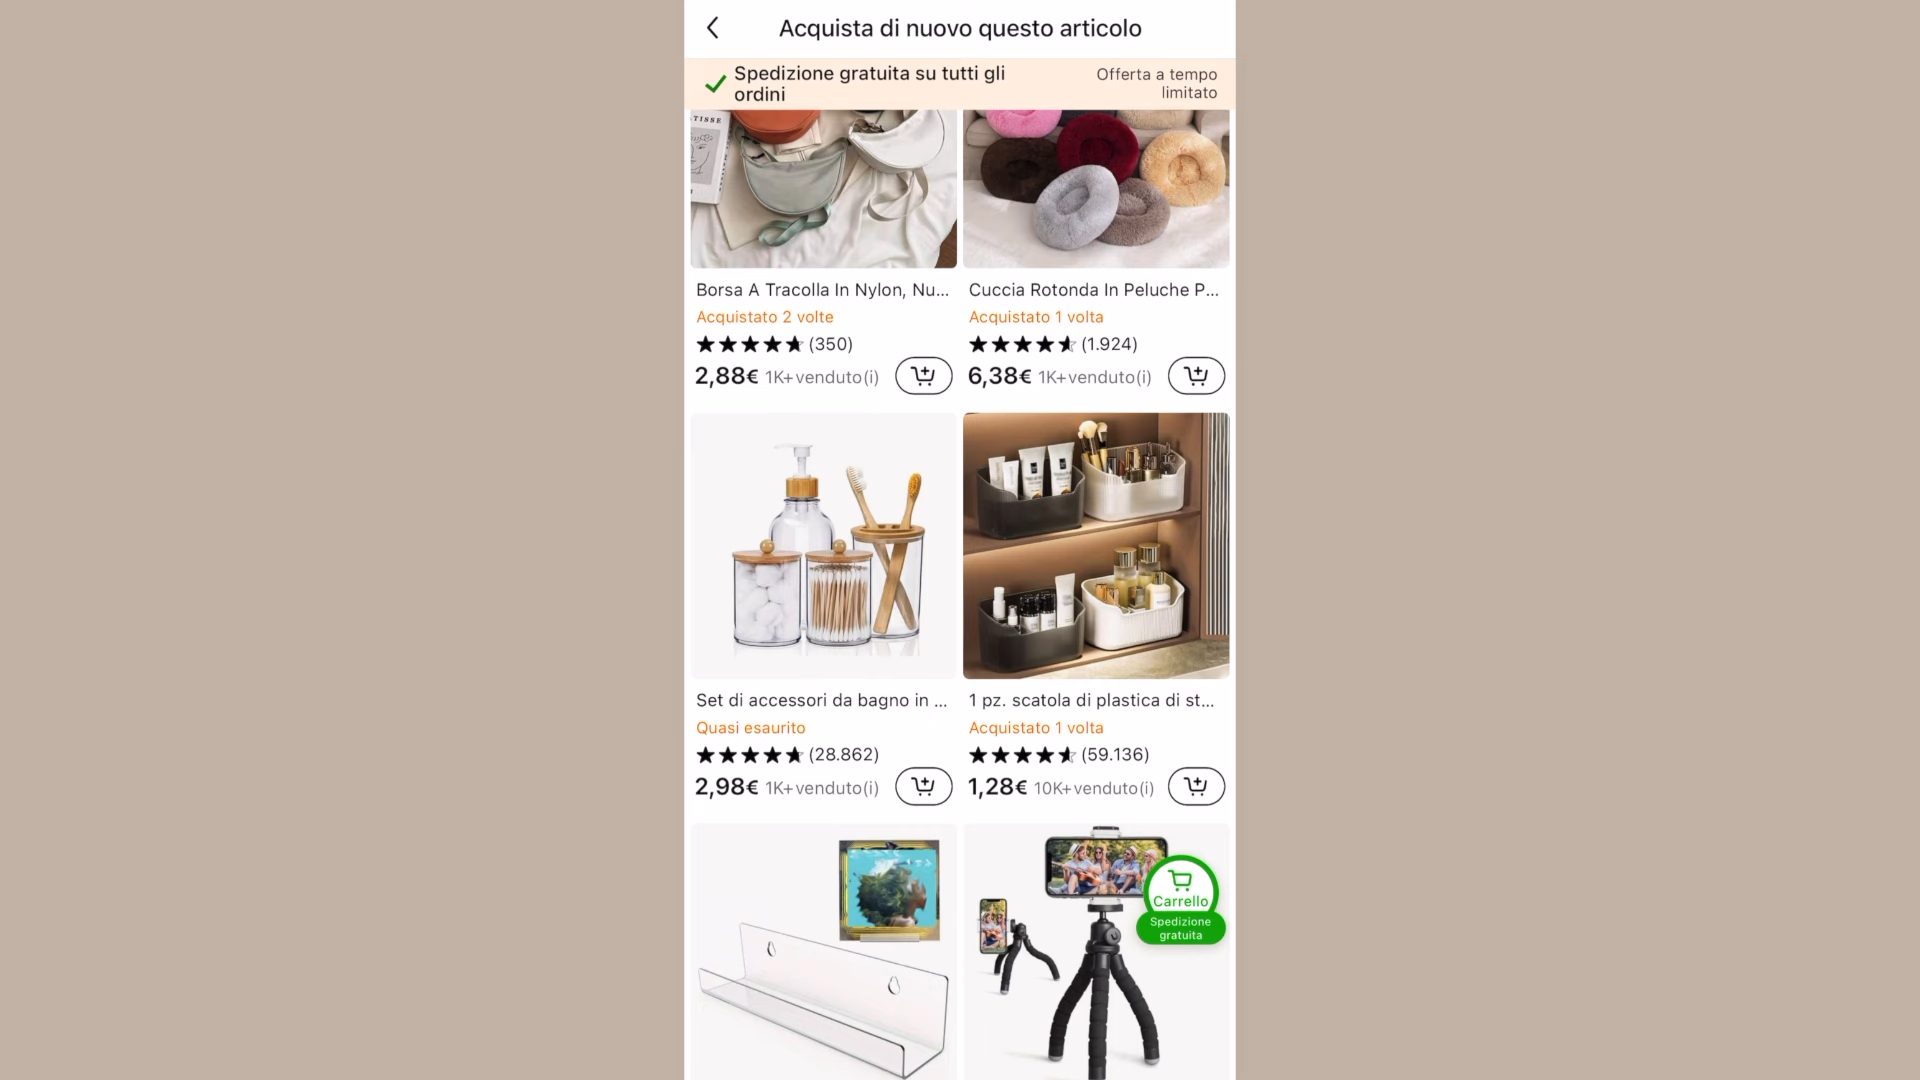 Acquista di nuovo questo articolo
Spedizione gratuita su tutti gli
ordini
Offerta a tempo
limitato
TISSE
Borsa A Tracolla In Nylon, Nu...
Acquistato 2 volte
(350)
2,88€ 1K+venduto(i)
Cuccia Rotonda In Peluche P...
Acquistato 1 volta
(1.924)
6,38€ 1K+venduto(i)
Set di accessori da bagno in ...
Quasi esaurito
(28.862)
2,98€ 1K+venduto(i)
1 pz. scatola di plastica di st...
Acquistato 1 volta
(59.136)
1,28€ 10K+venduto(i)
Carrello
Spedizione
gratuita